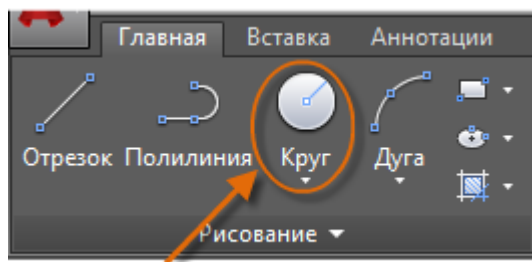 Главная Вставка Аннотации
Отрезок Полилиния Круг Дуга
Рисование